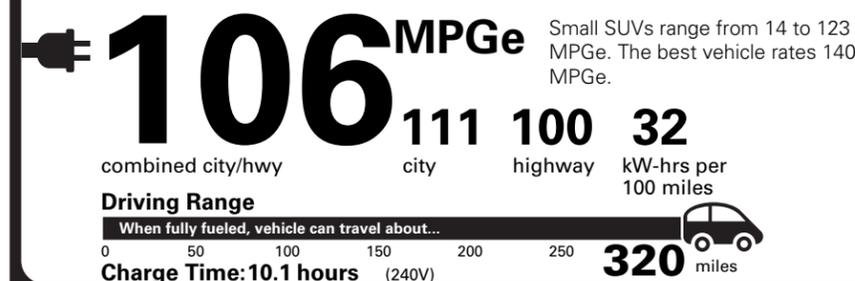 106 MPGe
Small SUVs range from 14 to 123
MPGe. The best vehicle rates 140
MPGe.
111 100 32
combined city/hwy city highway kW-hrs per
100 miles
Driving Range
When fully fueled, vehicle can travel about...
0 50 100 150 200 250 320 miles
Charge Time: 10.1 hours (240V)